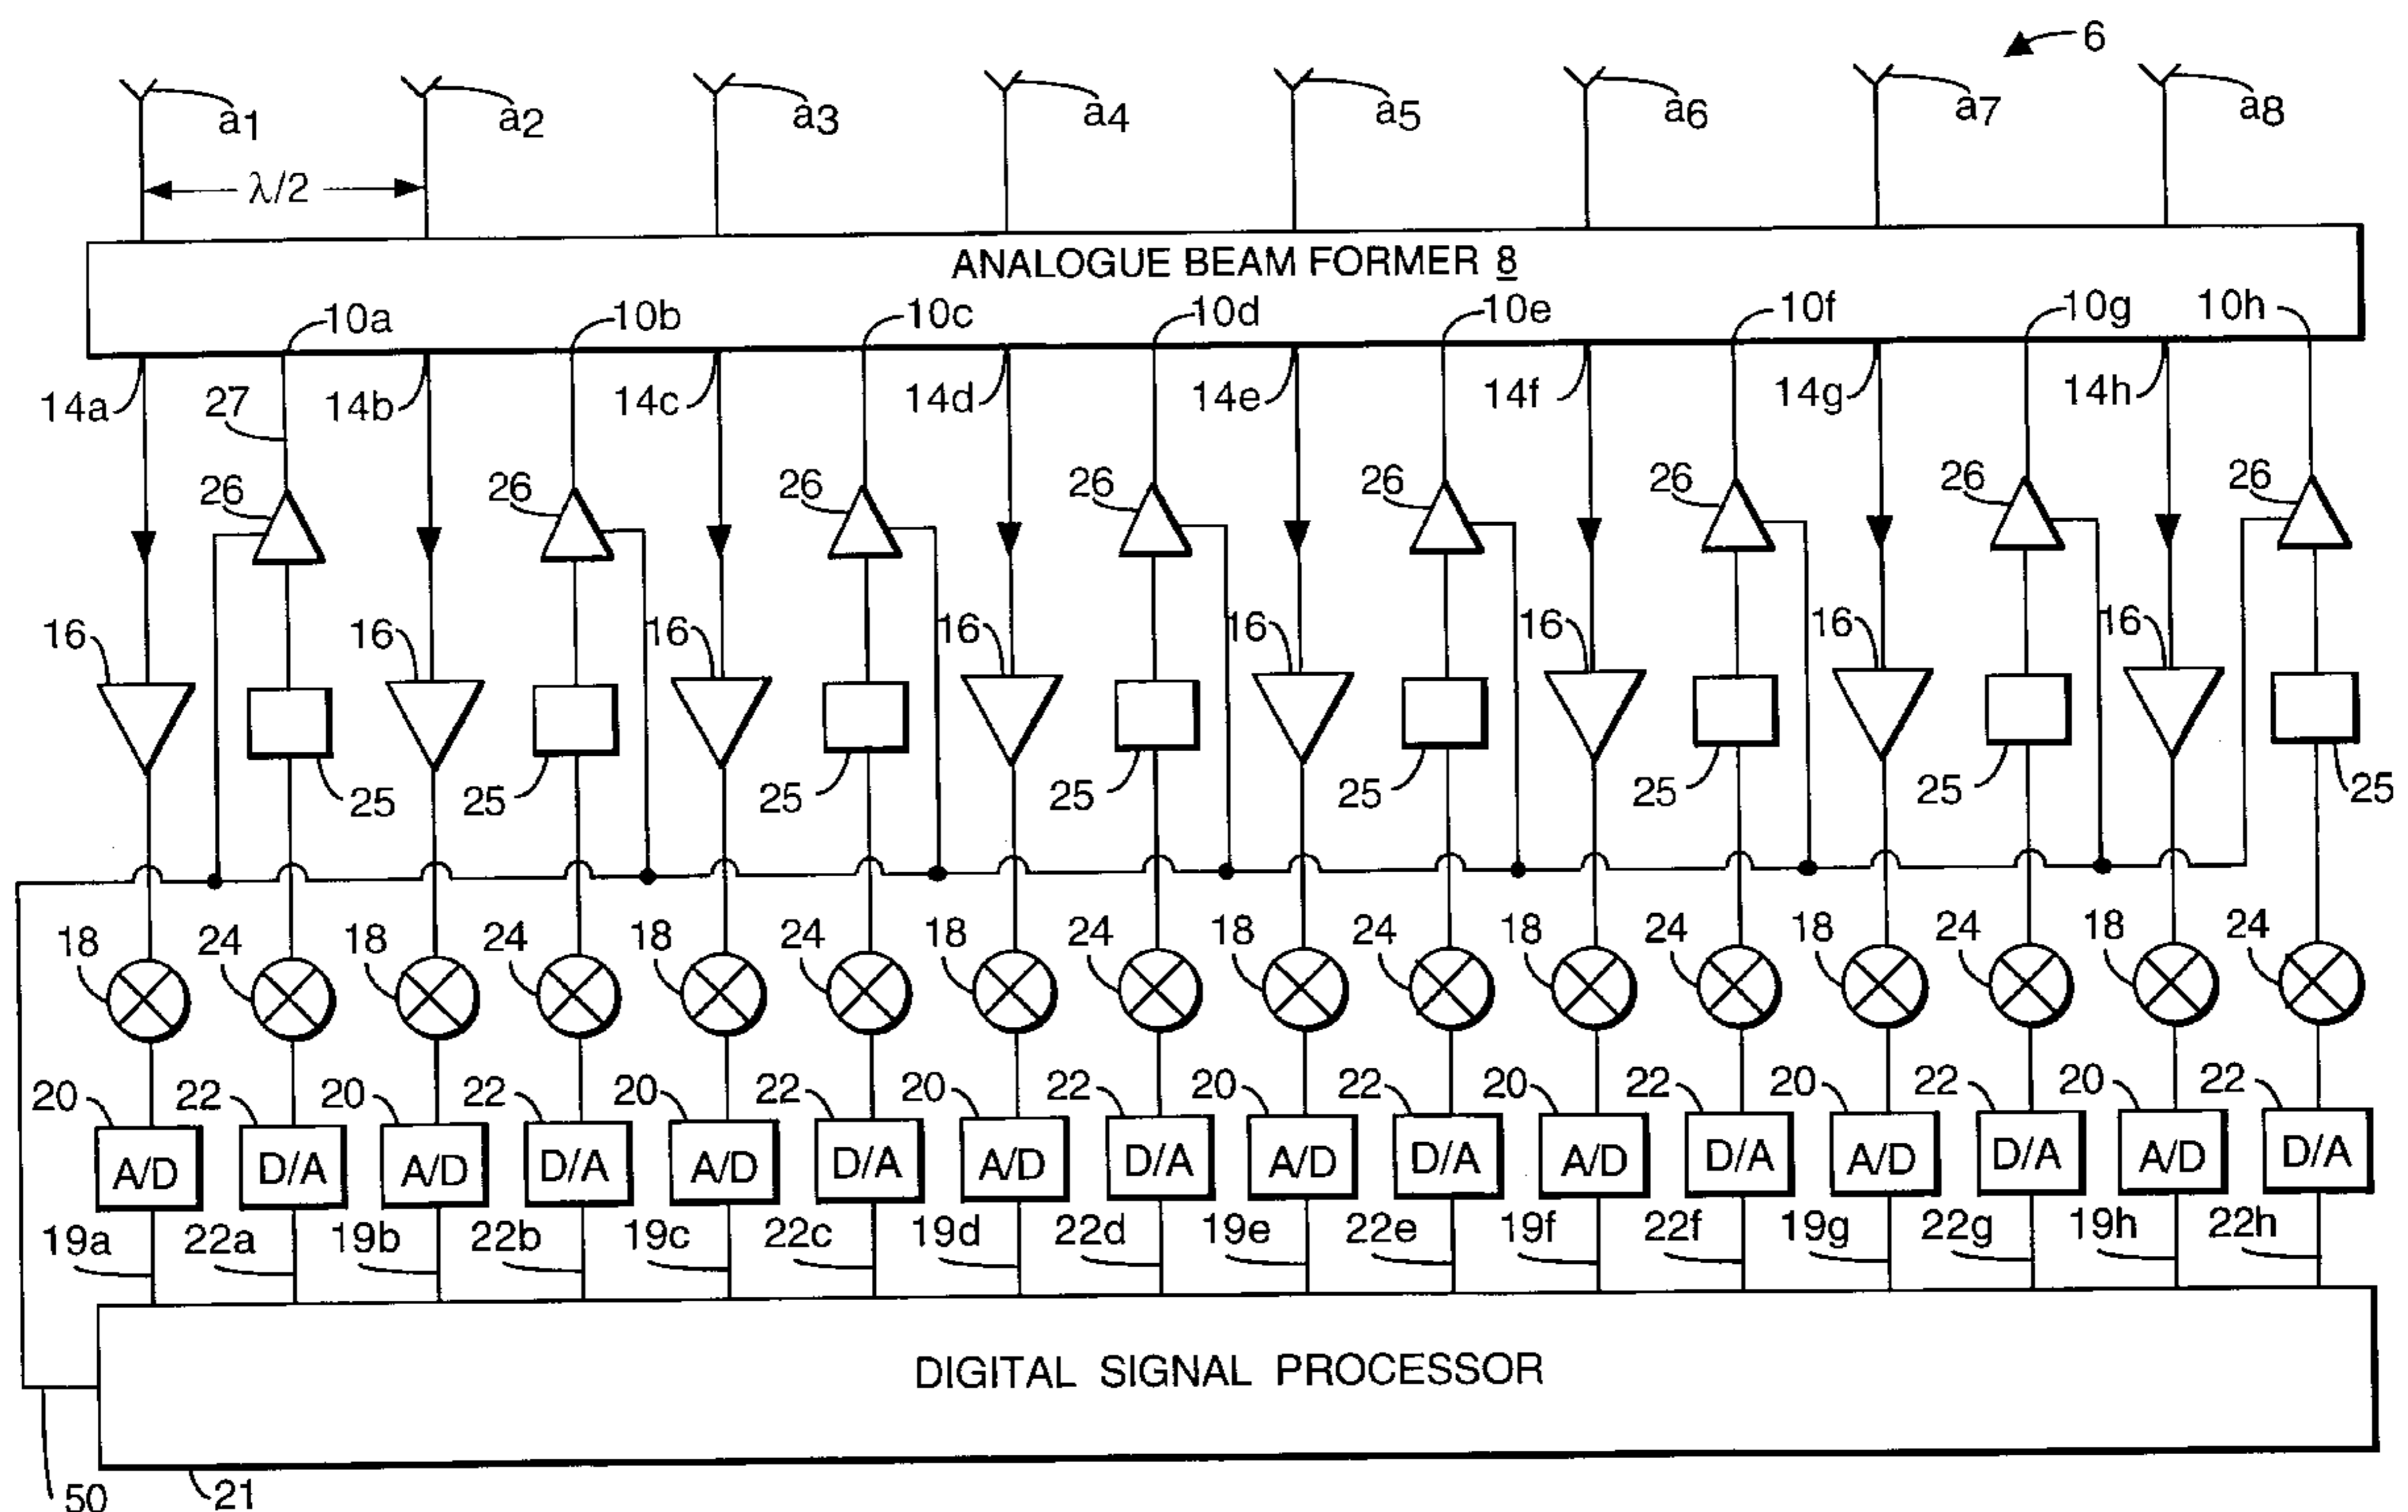 6
a1 a2 a3 a4 a5 a6 a7 a8
λ/2
ANALOGUE BEAM FORMER 8
10a 10b 10c 10d 10e 10f 10g 10h
14a 27 14b 14c 14d 14e 14f 14g 14h
26 26 26 26 26 26 26 26
16 16 16 16 16 16 16 16
25 25 25 25 25 25 25 25
18 24 18 24 18 24 18 24 18 24 18 24 18 24 18 24
20 22 20 22 20 22 20 22 20 22 20 22 20 22 20 22
A/D D/A A/D D/A A/D D/A A/D D/A A/D D/A A/D D/A A/D D/A A/D D/A
19a 22a 19b 22b 19c 22c 19d 22d 19e 22e 19f 22f 19g 22g 19h 22h
DIGITAL SIGNAL PROCESSOR
50 21